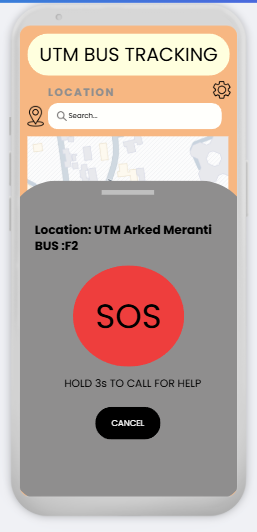 UTM BUS TRACKING
LOCATION
Search...
Location: UTM Arked Meranti
BUS :F2
SOS
HOLD 3s TO CALL FOR HELP
CANCEL